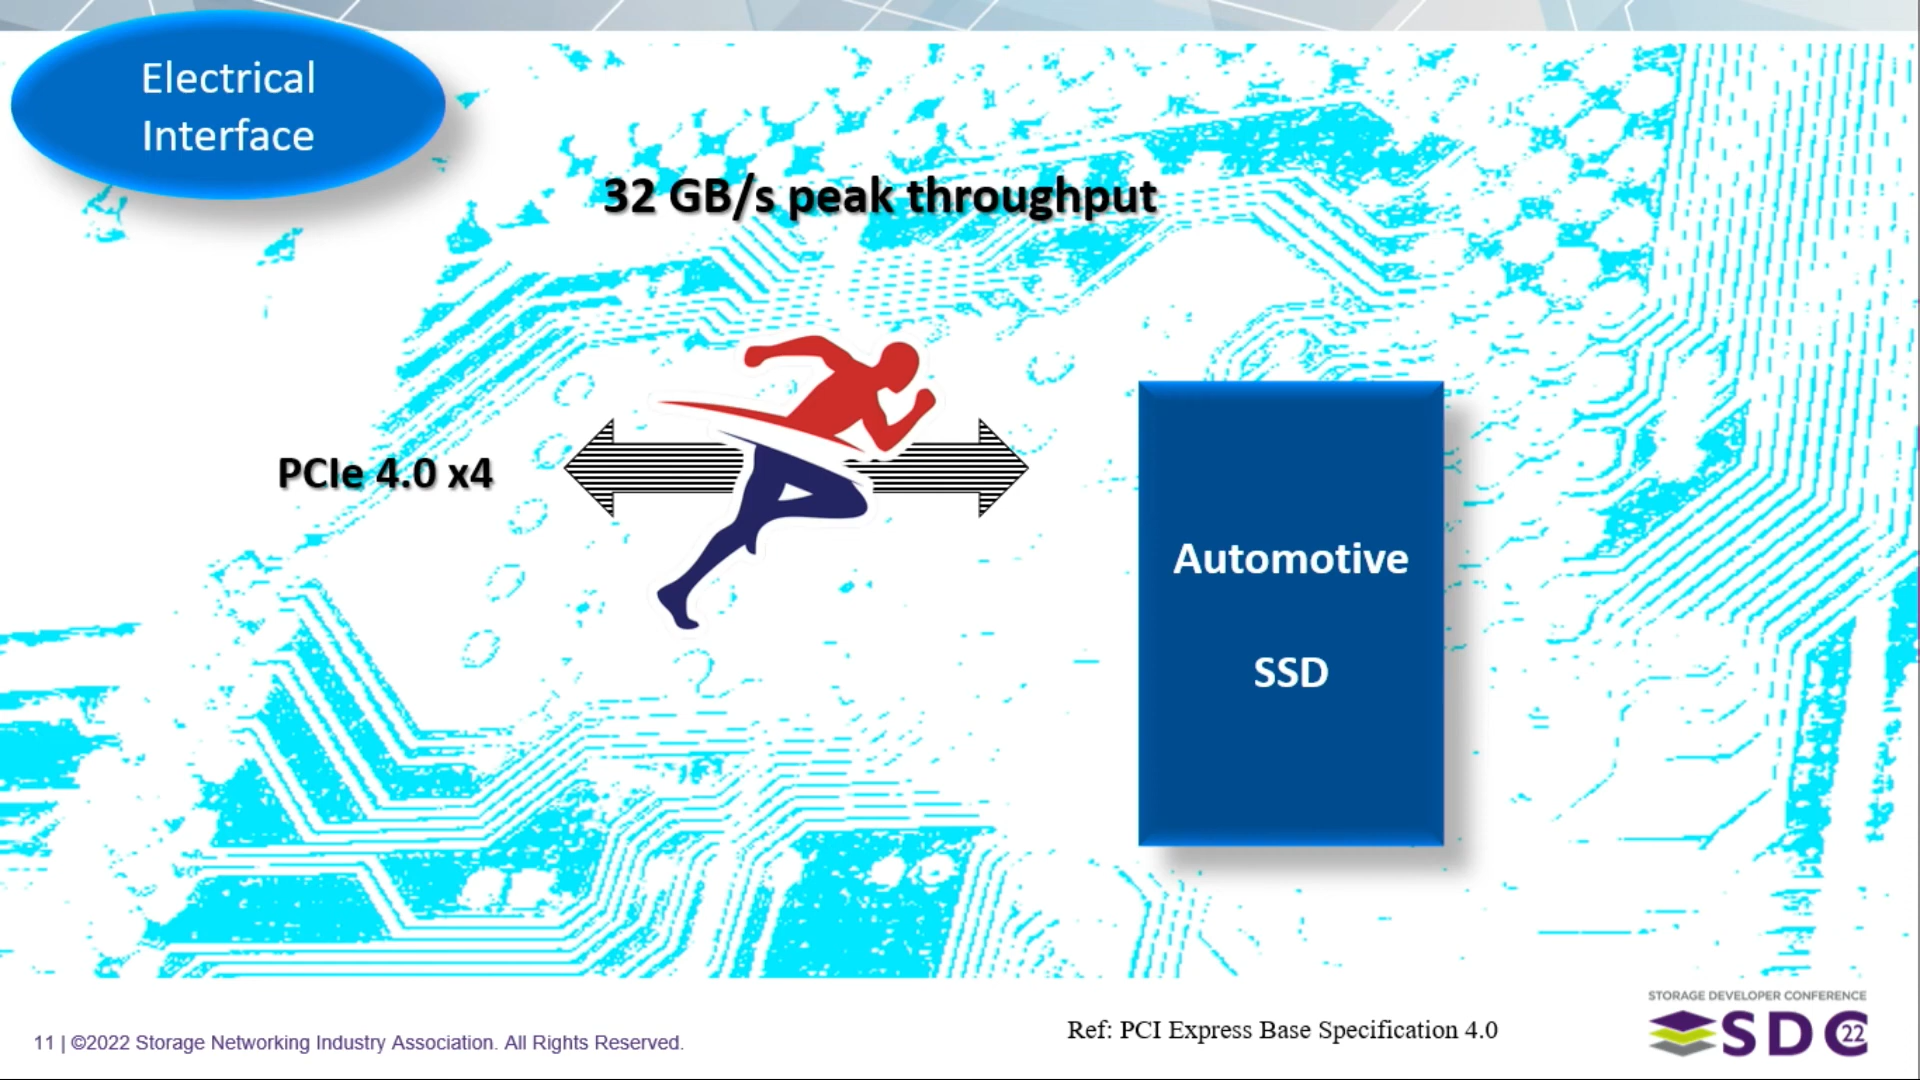 Electrical
Interface
32 GB/s peak throughput
PCIe 4.0 x4
Automotive
SSD
STORAGE DEVELOPER CONFERENCE
SDC 22
Ref: PCI Express Base Specification 4.0
11 | ©2022 Storage Networking Industry Association. All Rights Reserved.